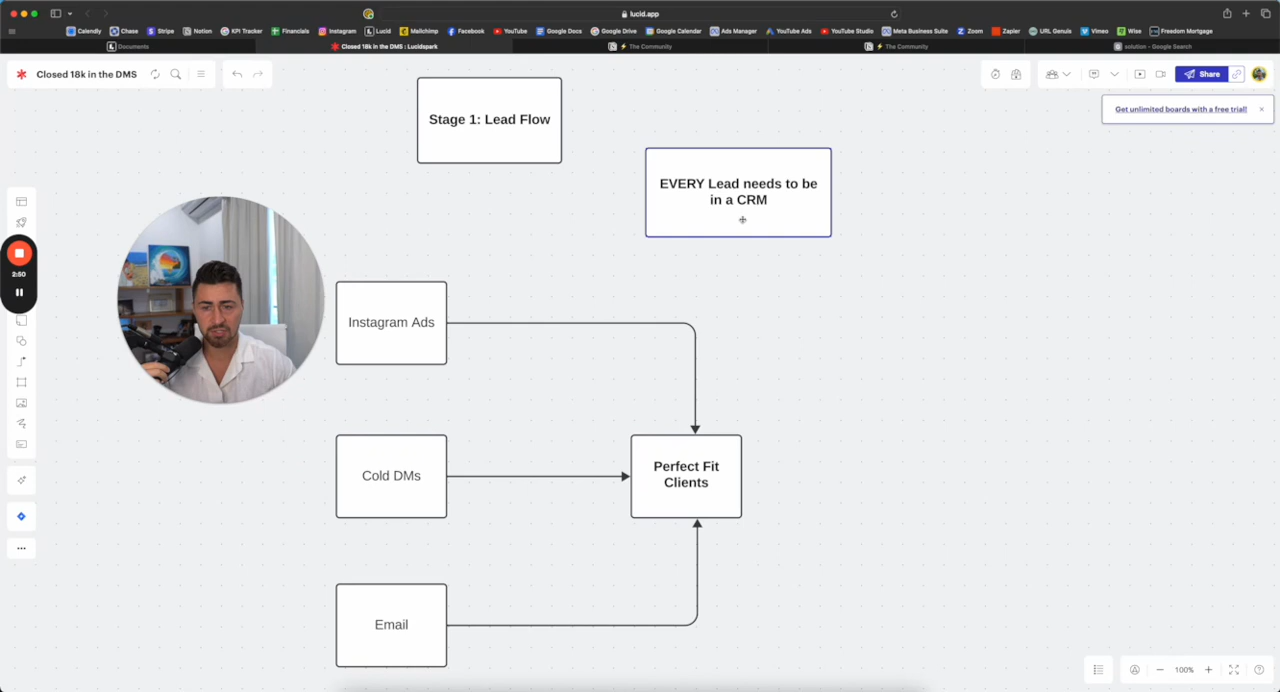 lucid.app
Calendly
Chase
Stripe
Notion
KPI Tracker
Financials
Instagram
Lucid
Mailchimp
Facebook
YouTube
Google Docs
Google Drive
Google Calendar
Ads Manager
YouTube Ads
YouTube Studio
Meta Business Suite
Zoom
Zapier
URL Genuis
Vimeo
Wise
Freedom Mortgage
Documents
Closed 18k in the DMS : Lucidspark
⚡ The Community
⚡ The Community
solution - Google Search
Closed 18k in the DMS
Share
Get unlimited boards with a free trial!
Stage 1: Lead Flow
EVERY Lead needs to be
in a CRM
2:50
Instagram Ads
Cold DMs
Perfect Fit
Clients
Email
100%